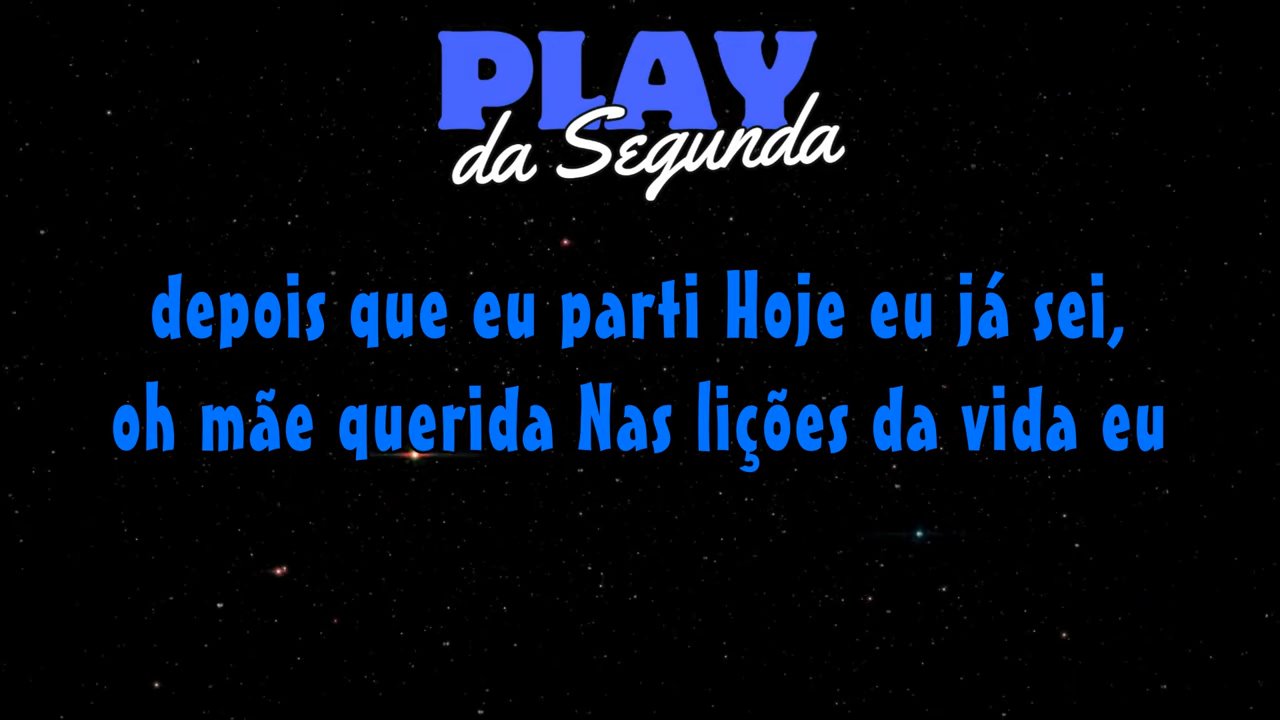 PLAY
da Segunda
depois que eu parti Hoje eu já sei,
oh mãe querida Nas lições da vida eu